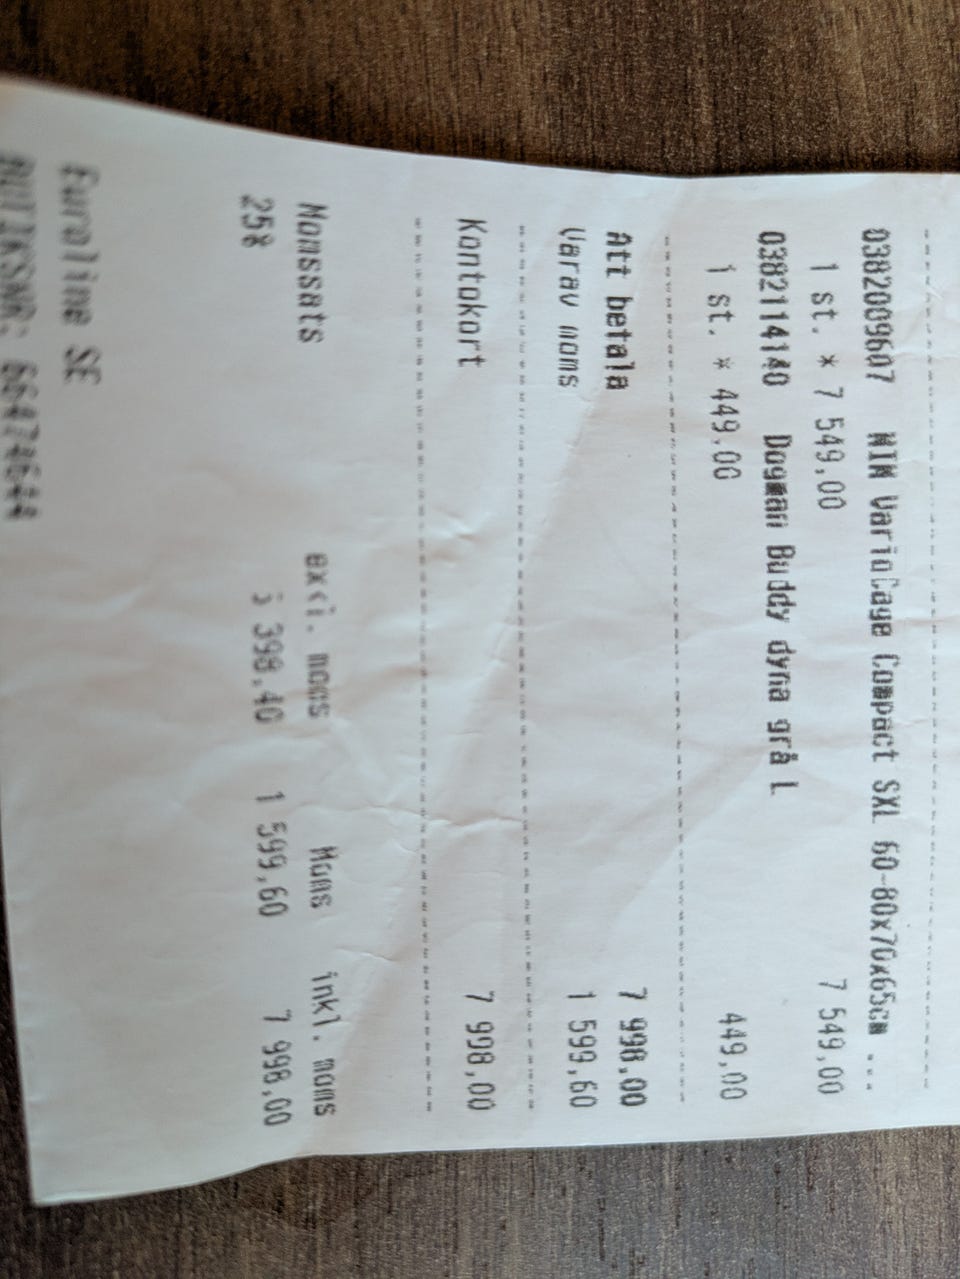 0382009607 MIM VarioCage Compact SXL 60-80x70x65cm ...
1 st. * 7 549,00 7 549,00
0382114140 Dogman Buddy dyna grå L
1 st. * 449,00 449,00
Att betala 7 998,00
Varav moms 1 599,60
Kontokort 7 998,00
Momssats exkl. moms Moms inkl. moms
25% 6 398,40 1 599,60 7 998,00
Euroline SE